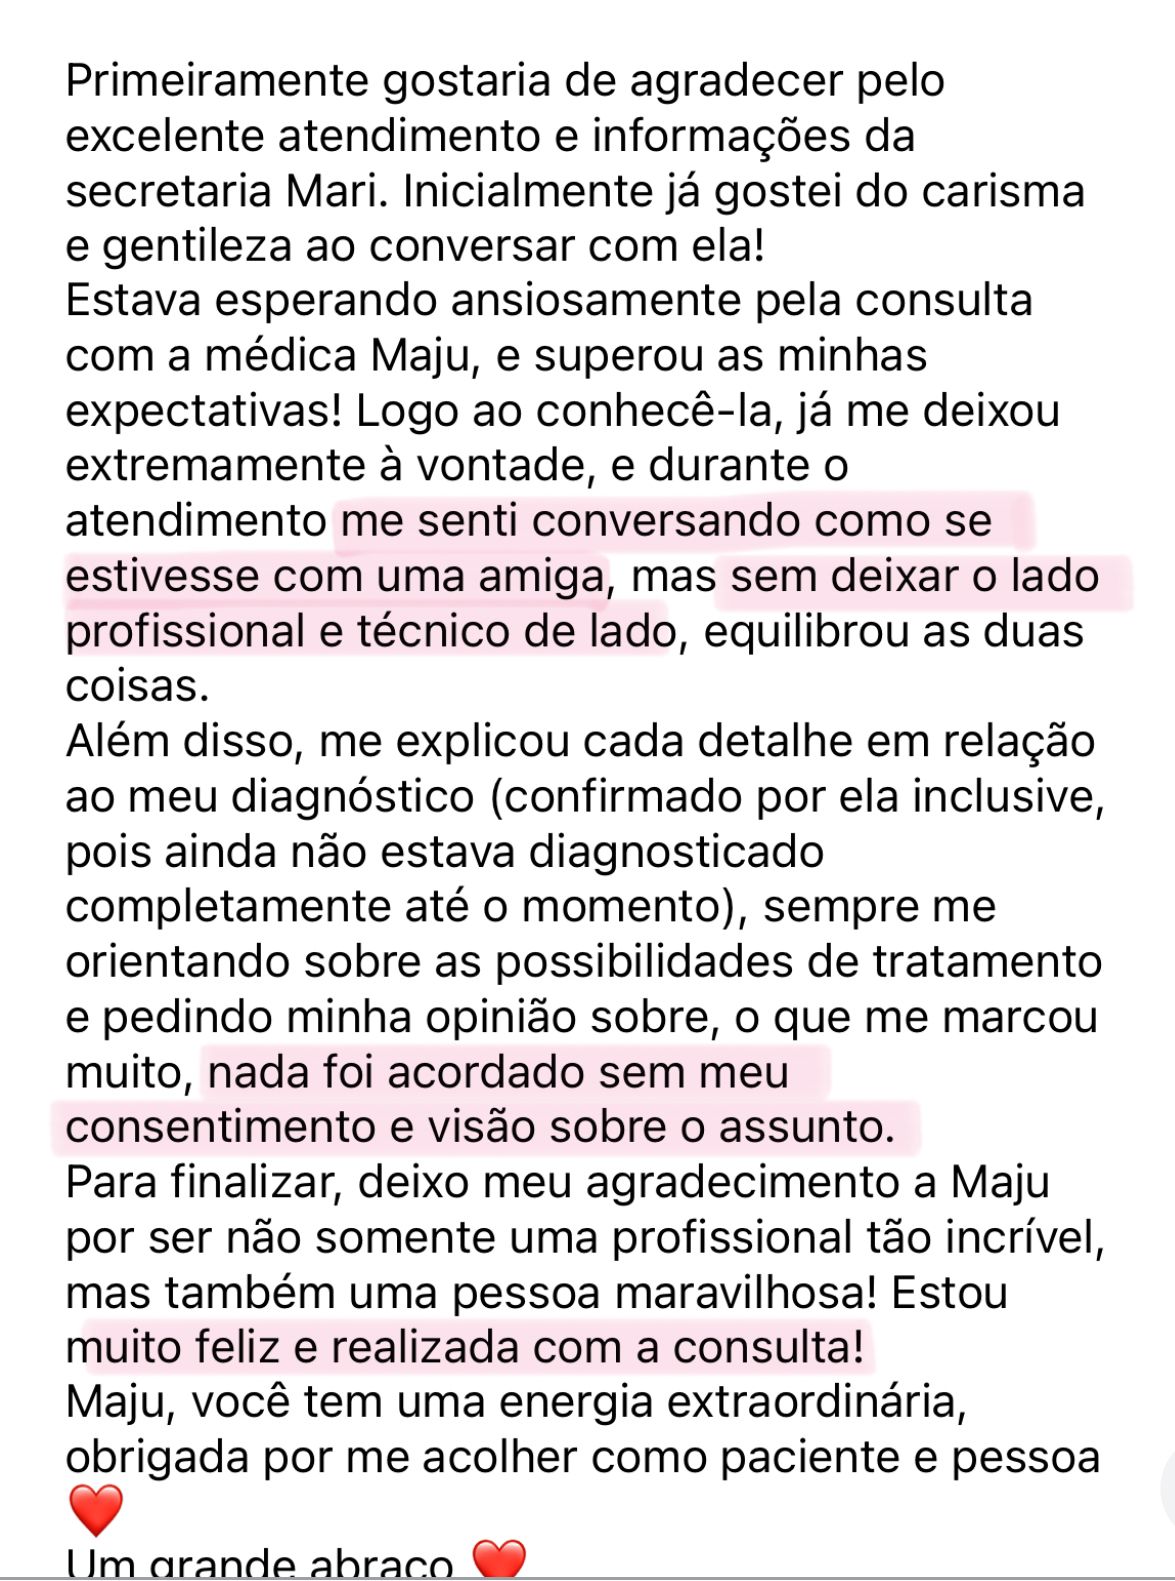 Primeiramente gostaria de agradecer pelo
excelente atendimento e informações da
secretaria Mari. Inicialmente já gostei do carisma
e gentileza ao conversar com ela!
Estava esperando ansiosamente pela consulta
com a médica Maju, e superou as minhas
expectativas! Logo ao conhecê-la, já me deixou
extremamente à vontade, e durante o
atendimento me senti conversando como se
estivesse com uma amiga, mas sem deixar o lado
profissional e técnico de lado, equilibrou as duas
coisas.
Além disso, me explicou cada detalhe em relação
ao meu diagnóstico (confirmado por ela inclusive,
pois ainda não estava diagnosticado
completamente até o momento), sempre me
orientando sobre as possibilidades de tratamento
e pedindo minha opinião sobre, o que me marcou
muito, nada foi acordado sem meu
consentimento e visão sobre o assunto.
Para finalizar, deixo meu agradecimento a Maju
por ser não somente uma profissional tão incrível,
mas também uma pessoa maravilhosa! Estou
muito feliz e realizada com a consulta!
Maju, você tem uma energia extraordinária,
obrigada por me acolher como paciente e pessoa
❤️
Um grande abraço ❤️